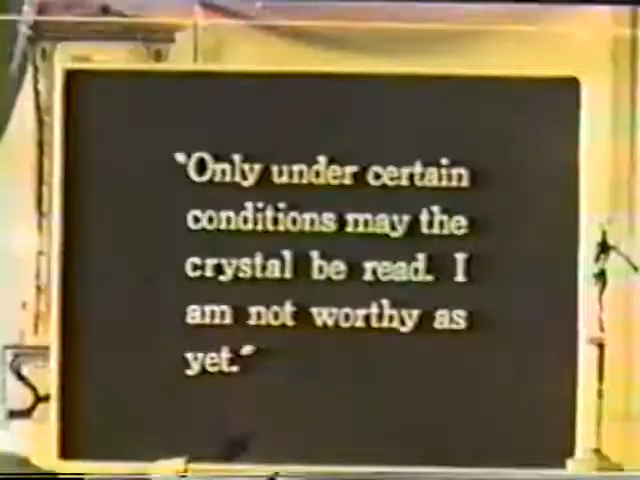 "Only under certain
conditions may the
crystal be read. I
am not worthy as
yet."